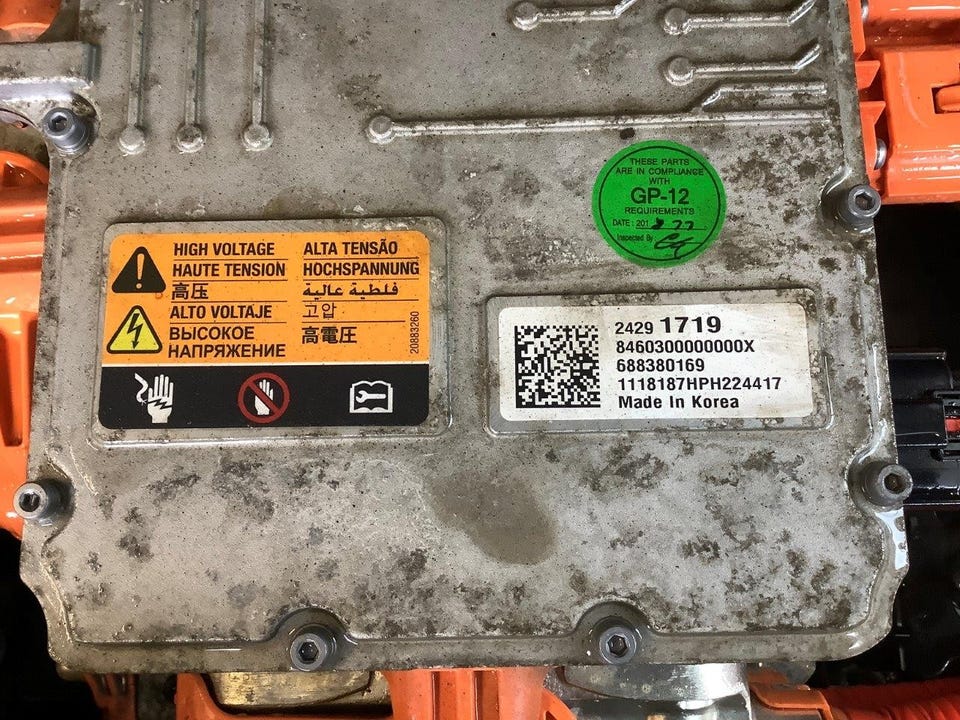 THESE PARTS
ARE IN COMPLIANCE
WITH
GP-12
REQUIREMENTS
DATE: 201
Inspected By
HIGH VOLTAGE
HAUTE TENSION
高压
ALTO VOLTAJE
ВЫСОКОЕ
НАПРЯЖЕНИЕ
ALTA TENSÃO
HOCHSPANNUNG
فلطية عالية
고압
高電圧
20883260
2429 1719
8460300000000X
688380169
1118187HPH224417
Made In Korea